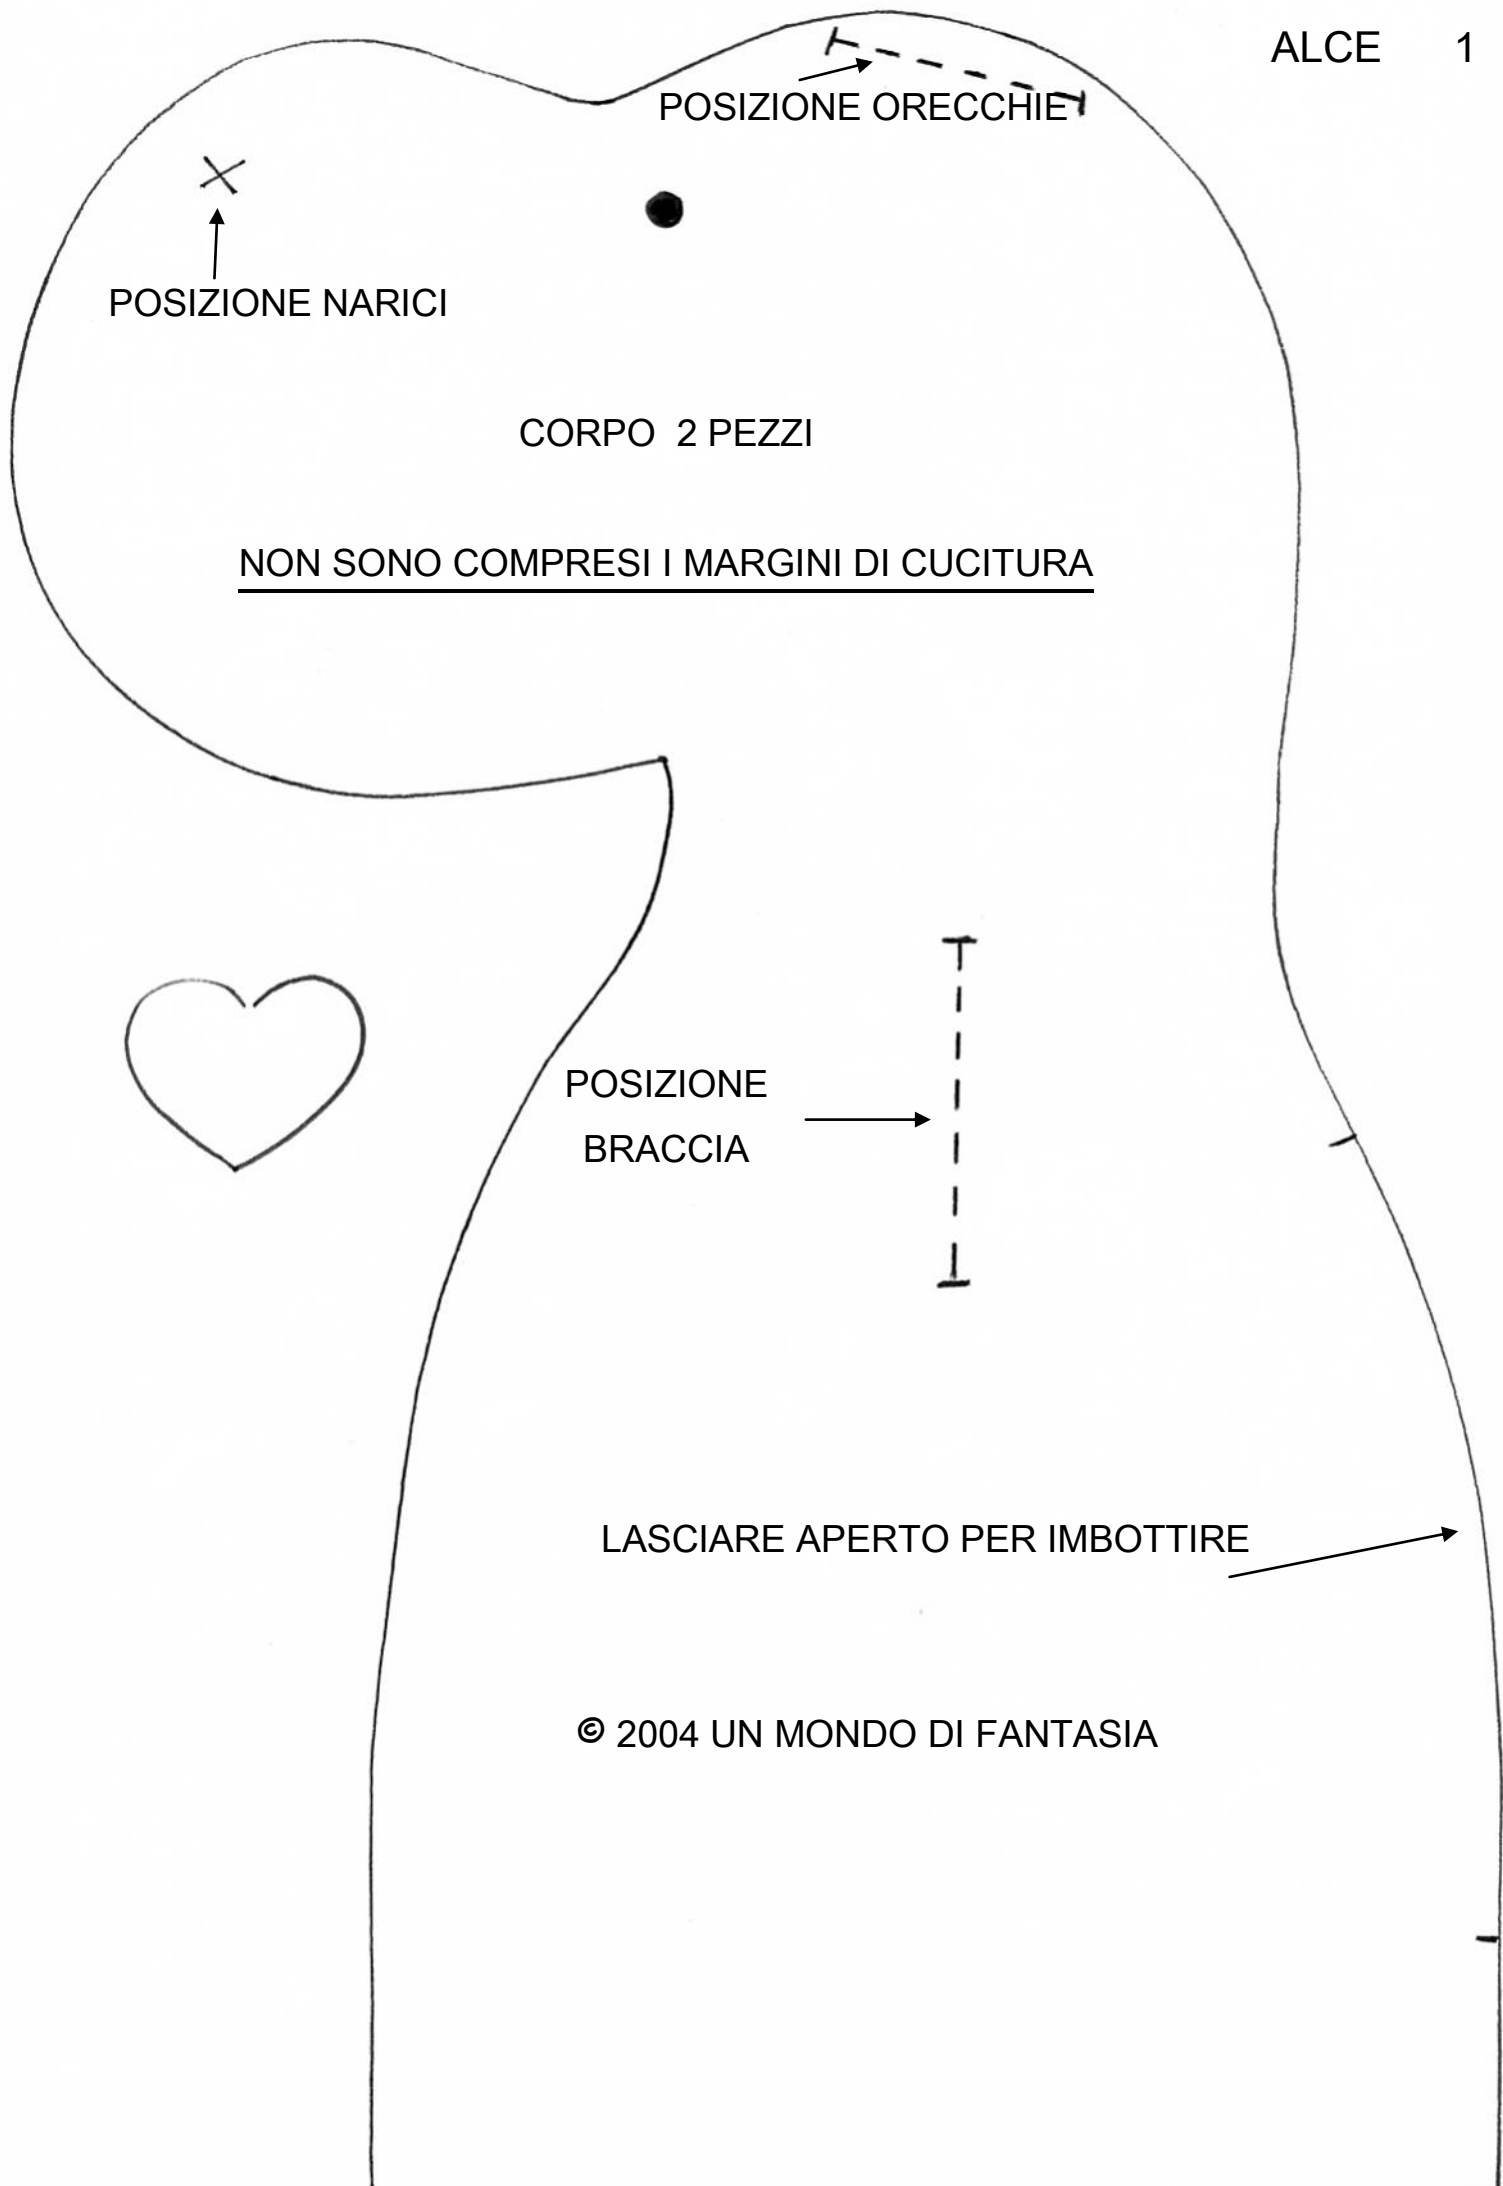 ALCE 1
POSIZIONE ORECCHIE
POSIZIONE NARICI
CORPO 2 PEZZI
NON SONO COMPRESI I MARGINI DI CUCITURA
POSIZIONE
BRACCIA
LASCIARE APERTO PER IMBOTTIRE
© 2004 UN MONDO DI FANTASIA